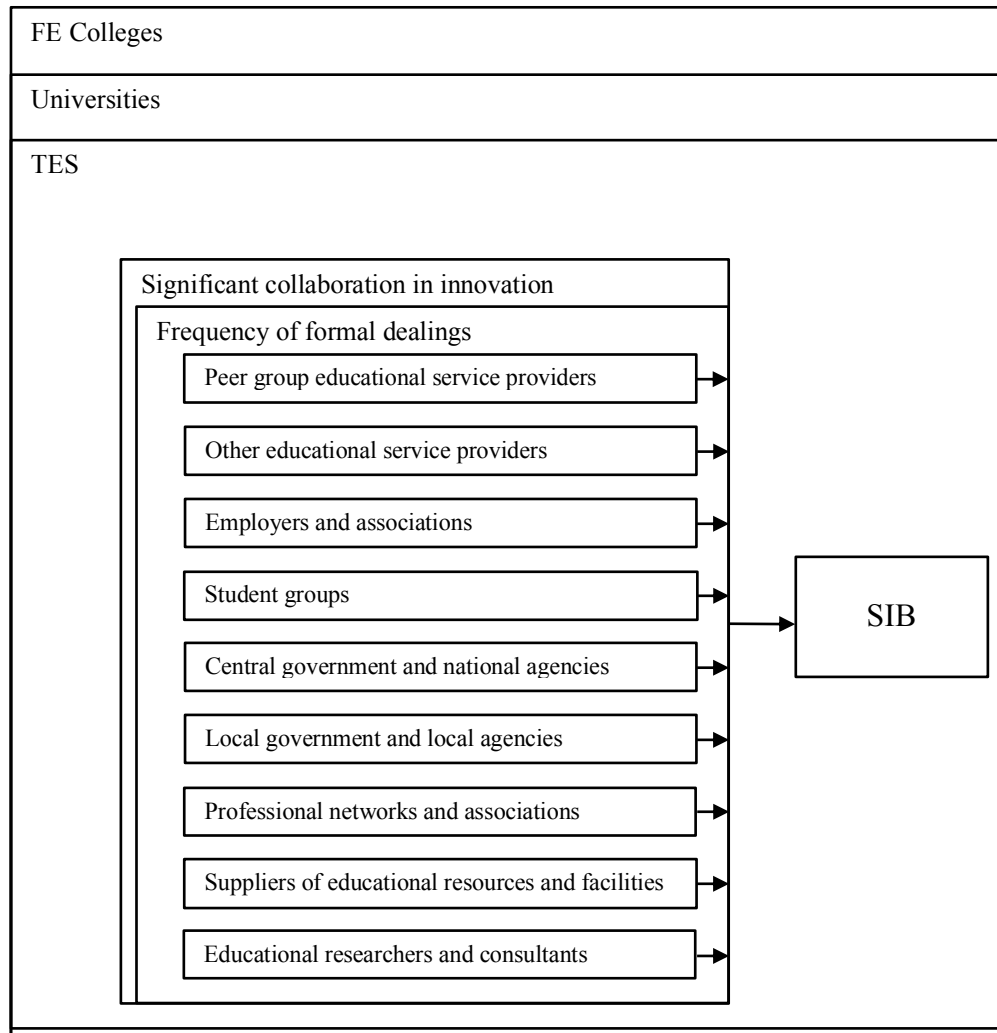 FE Colleges
Universities
TES
Significant collaboration in innovation
Frequency of formal dealings
Peer group educational service providers
Other educational service providers
Employers and associations
Student groups
SIB
Central government and national agencies
Local government and local agencies
Professional networks and associations
Suppliers of educational resources and facilities
Educational researchers and consultants